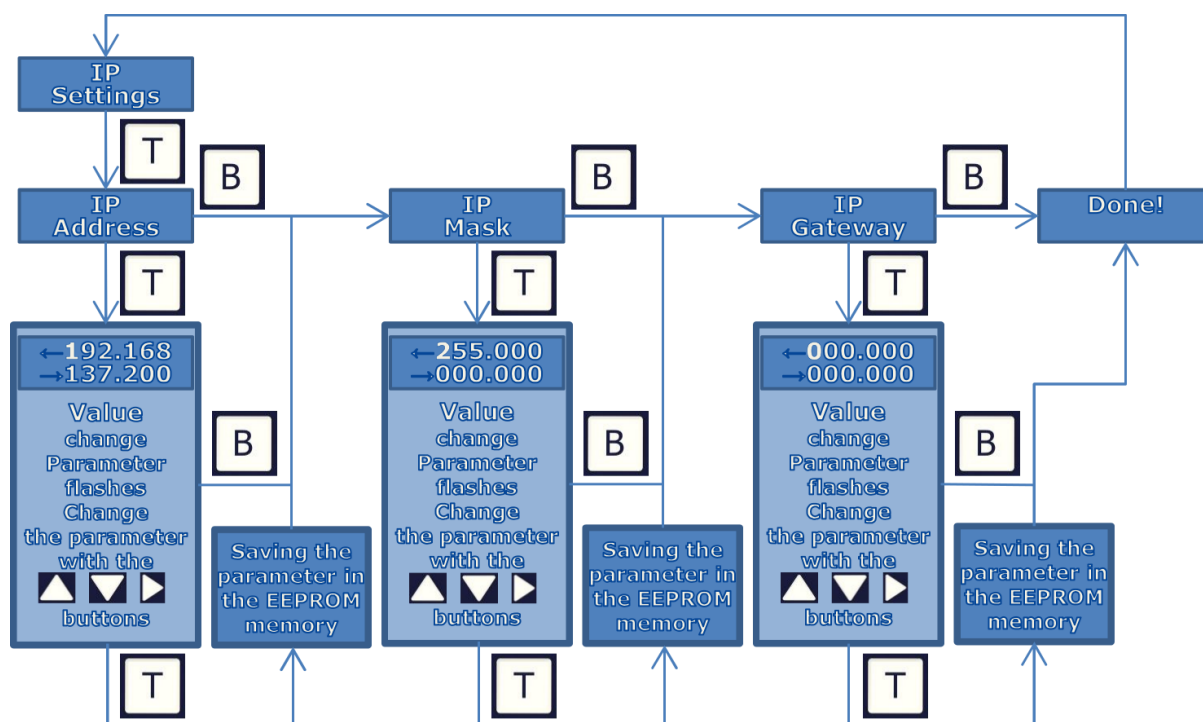 IP
Settings
T
IP
Address
B
IP
Mask
B
IP
Gateway
B
Done!
T
T
T
←192.168
→137.200
Value
change
Parameter
flashes
Change
the parameter
with the
buttons
B
Saving the
parameter in
the EEPROM
memory
T
←255.000
→000.000
Value
change
Parameter
flashes
Change
the parameter
with the
buttons
B
Saving the
parameter in
the EEPROM
memory
T
←000.000
→000.000
Value
change
Parameter
flashes
Change
the parameter
with the
buttons
B
Saving the
parameter in
the EEPROM
memory
T